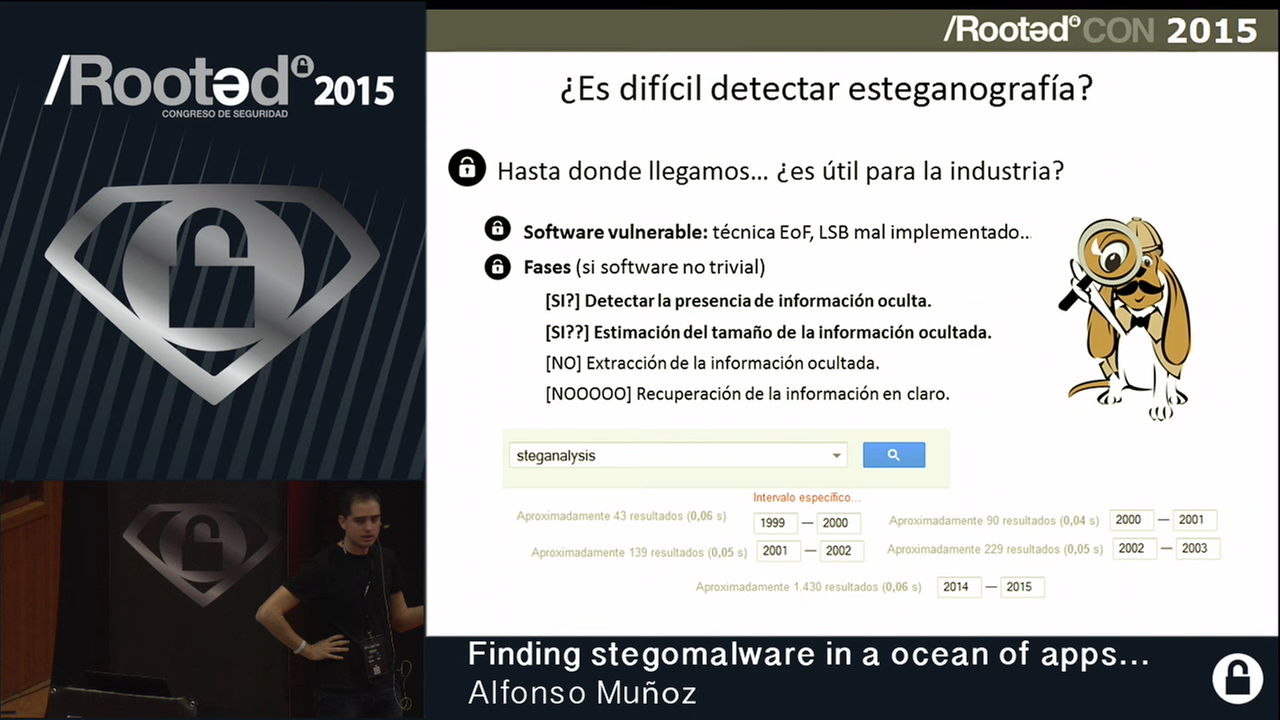 /Rootəd CON 2015
/Rootəd 2015
CONGRESO DE SEGURIDAD
¿Es difícil detectar esteganografía?
Hasta donde llegamos... ¿es útil para la industria?
Software vulnerable: técnica EoF, LSB mal implementado..
Fases (si software no trivial)
[SI?] Detectar la presencia de información oculta.
[SI??] Estimación del tamaño de la información ocultada.
[NO] Extracción de la información ocultada.
[NOOOOO] Recuperación de la información en claro.
steganalysis
Intervalo específico...
Aproximadamente 43 resultados (0,06 s) 1999 — 2000
Aproximadamente 90 resultados (0,04 s) 2000 — 2001
Aproximadamente 139 resultados (0,05 s) 2001 — 2002
Aproximadamente 229 resultados (0,05 s) 2002 — 2003
Aproximadamente 1.430 resultados (0,06 s) 2014 — 2015
Finding stegomalware in a ocean of apps...
Alfonso Muñoz